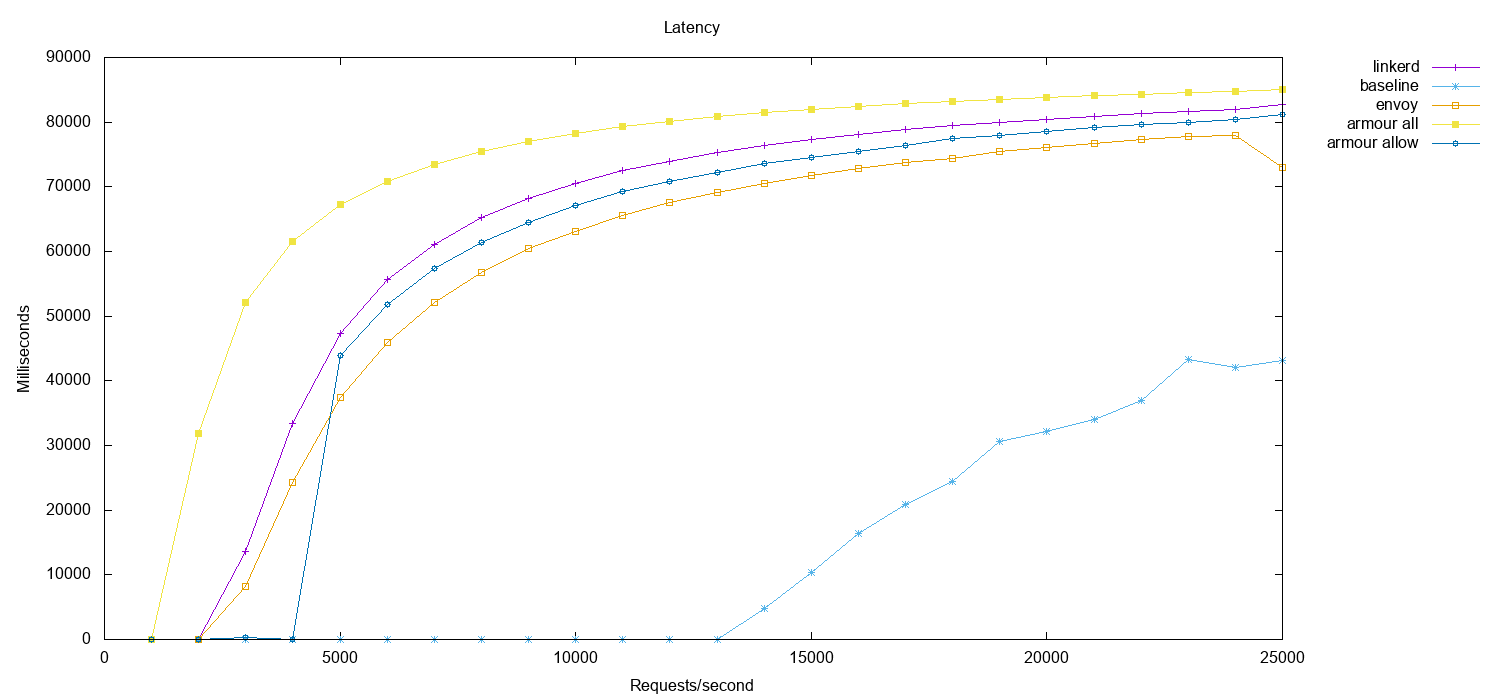 Latency
90000
80000
70000
60000
50000
40000
30000
20000
10000
0
Milliseconds
0 5000 10000 15000 20000 25000
Requests/second
linkerd
baseline
envoy
armour all
armour allow